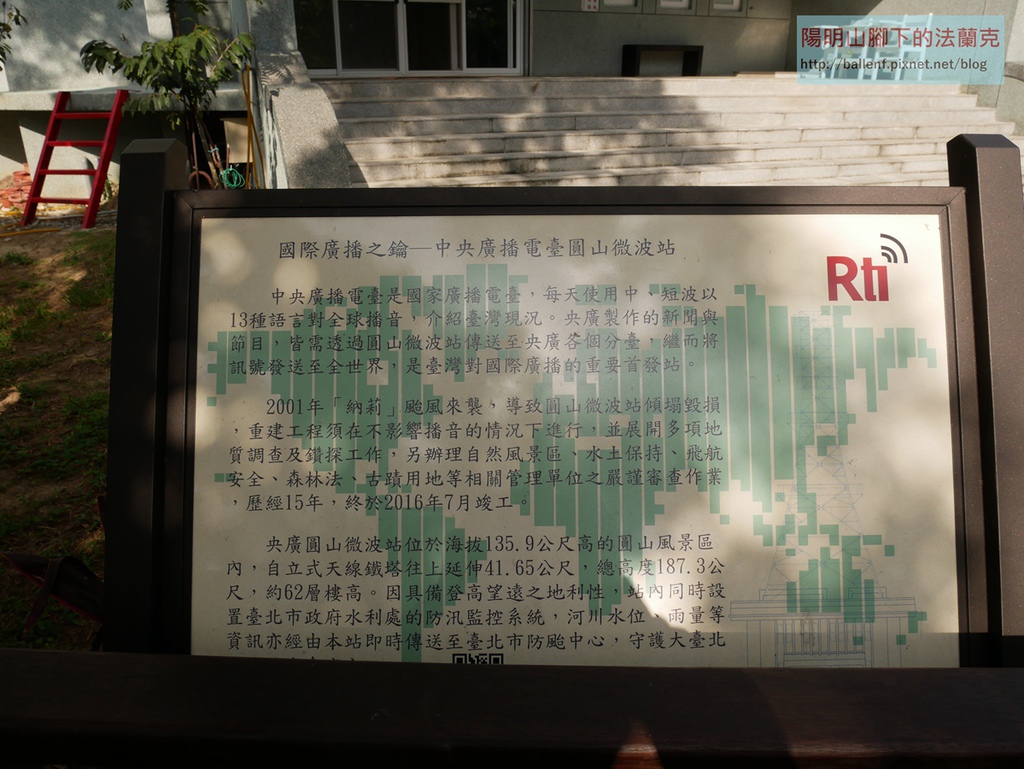 陽明山腳下的法蘭克
http://ballenf.pixnet.net/blog
國際廣播之鑰—中央廣播電臺圓山微波站
Rti
中央廣播電臺是國家廣播電臺，每天使用中、短波以
13種語言對全球播音，介紹臺灣現況。央廣製作的新聞與
節目，皆需透過圓山微波站傳送至央廣各個分臺，繼而將
訊號發送至全世界，是臺灣對國際廣播的重要首發站。
2001年「納莉」颱風來襲，導致圓山微波站傾塌毀損
，重建工程須在不影響播音的情況下進行，並展開多項地
質調查及鑽探工作，另辦理自然風景區、水土保持、飛航
安全、森林法、古蹟用地等相關管理單位之嚴謹審查作業
，歷經15年，終於2016年7月竣工。
央廣圓山微波站位於海拔135.9公尺高的圓山風景區
內，自立式天線鐵塔往上延伸41.65公尺，總高度187.3公
尺，約62層樓高。因具備登高望遠之地利性，站內同時設
置臺北市政府水利處的防汛監控系統，河川水位、雨量等
資訊亦經由本站即時傳送至臺北市防颱中心，守護大臺北